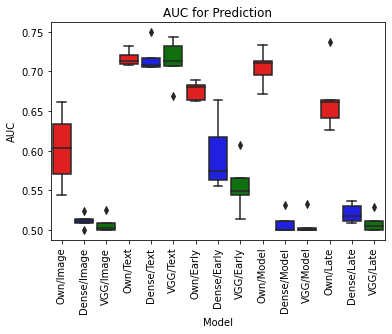 AUC for Prediction
AUC
0.75
0.70
0.65
0.60
0.55
0.50
Own/Image
Dense/Image
VGG/Image
Own/Text
Dense/Text
VGG/Text
Own/Early
Dense/Early
VGG/Early
Own/Model
Dense/Model
VGG/Model
Own/Late
Dense/Late
VGG/Late
Model